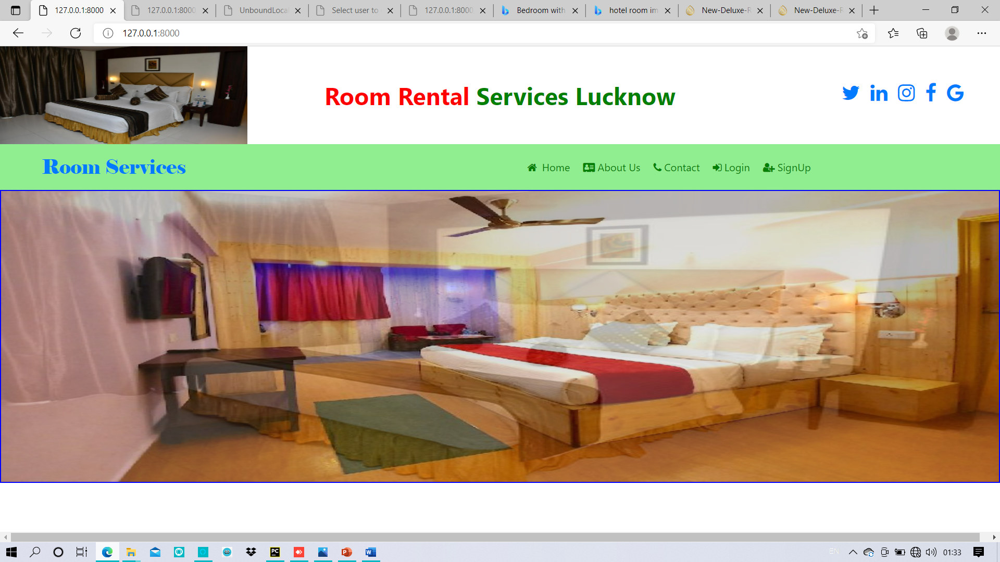 127.0.0.1:8000
127.0.0.1:8000
UnboundLoca
Select user to
127.0.0.1:8000
Bedroom with
hotel room im
New-Deluxe-R
New-Deluxe-R
127.0.0.1:8000
Room Rental Services Lucknow
Room Services
Home
About Us
Contact
Login
SignUp
PC
P
W
EN
01:33